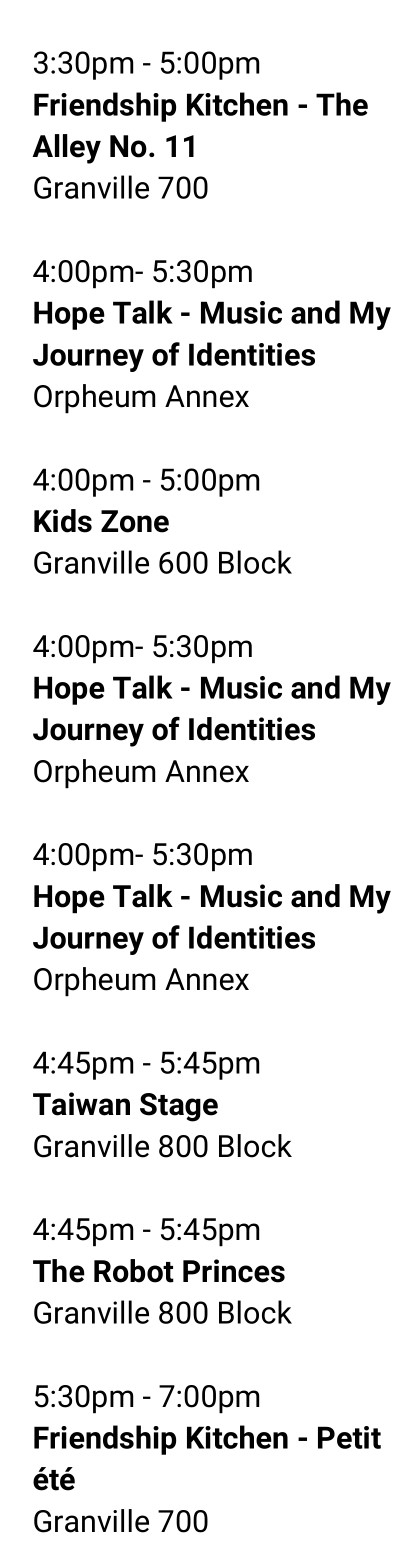 3:30pm - 5:00pm
Friendship Kitchen - The
Alley No. 11
Granville 700
4:00pm- 5:30pm
Hope Talk - Music and My
Journey of Identities
Orpheum Annex
4:00pm - 5:00pm
Kids Zone
Granville 600 Block
4:00pm- 5:30pm
Hope Talk - Music and My
Journey of Identities
Orpheum Annex
4:00pm- 5:30pm
Hope Talk - Music and My
Journey of Identities
Orpheum Annex
4:45pm - 5:45pm
Taiwan Stage
Granville 800 Block
4:45pm - 5:45pm
The Robot Princes
Granville 800 Block
5:30pm - 7:00pm
Friendship Kitchen - Petit
été
Granville 700